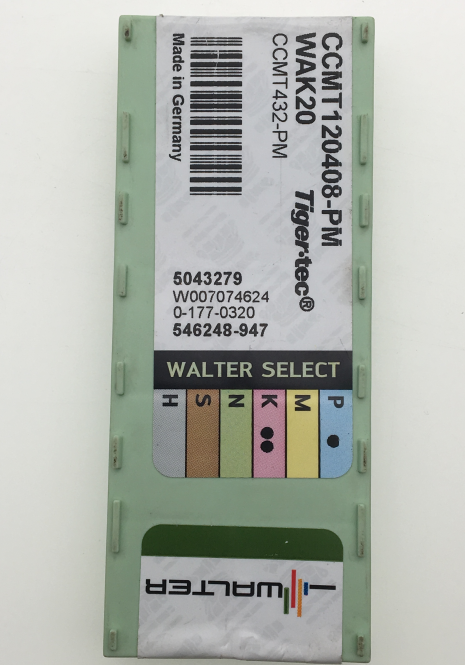 CCMT120408-PM
WAK20
CCMT432-PM
Tiger·tec®
Made in Germany
5043279
W007074624
0-177-0320
546248-947
WALTER SELECT
P
M
K
N
S
H
WALTER